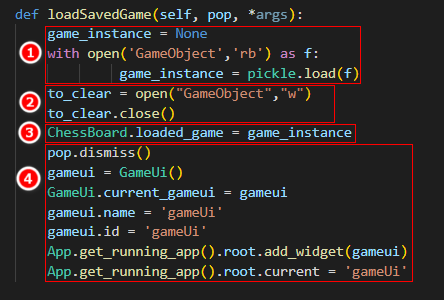 def loadSavedGame(self, pop, *args):
game_instance = None
1 with open('GameObject','rb') as f:
game_instance = pickle.load(f)
to_clear = open("GameObject","w")
2
to_clear.close()
3 ChessBoard.loaded_game = game_instance
pop.dismiss()
4 gameui = GameUi()
GameUi.current_gameui = gameui
gameui.name = 'gameUi'
gameui.id = 'gameUi'
App.get_running_app().root.add_widget(gameui)
App.get_running_app().root.current = 'gameUi'